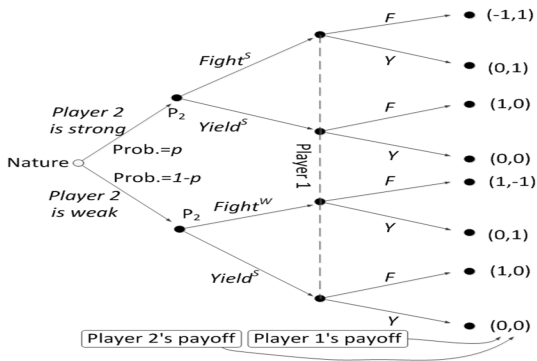 F
(-1,1)
Fight^S
Y
(0,1)
F
(1,0)
Player 2
is strong
P₂
Yield^S
Y
(0,0)
Nature
Prob.=p
Player 1
F
(1,-1)
Prob.=1-p
Player 2
is weak
P₂
Fight^W
Y
(0,1)
Yield^S
F
(1,0)
Y
(0,0)
Player 2's payoff
Player 1's payoff